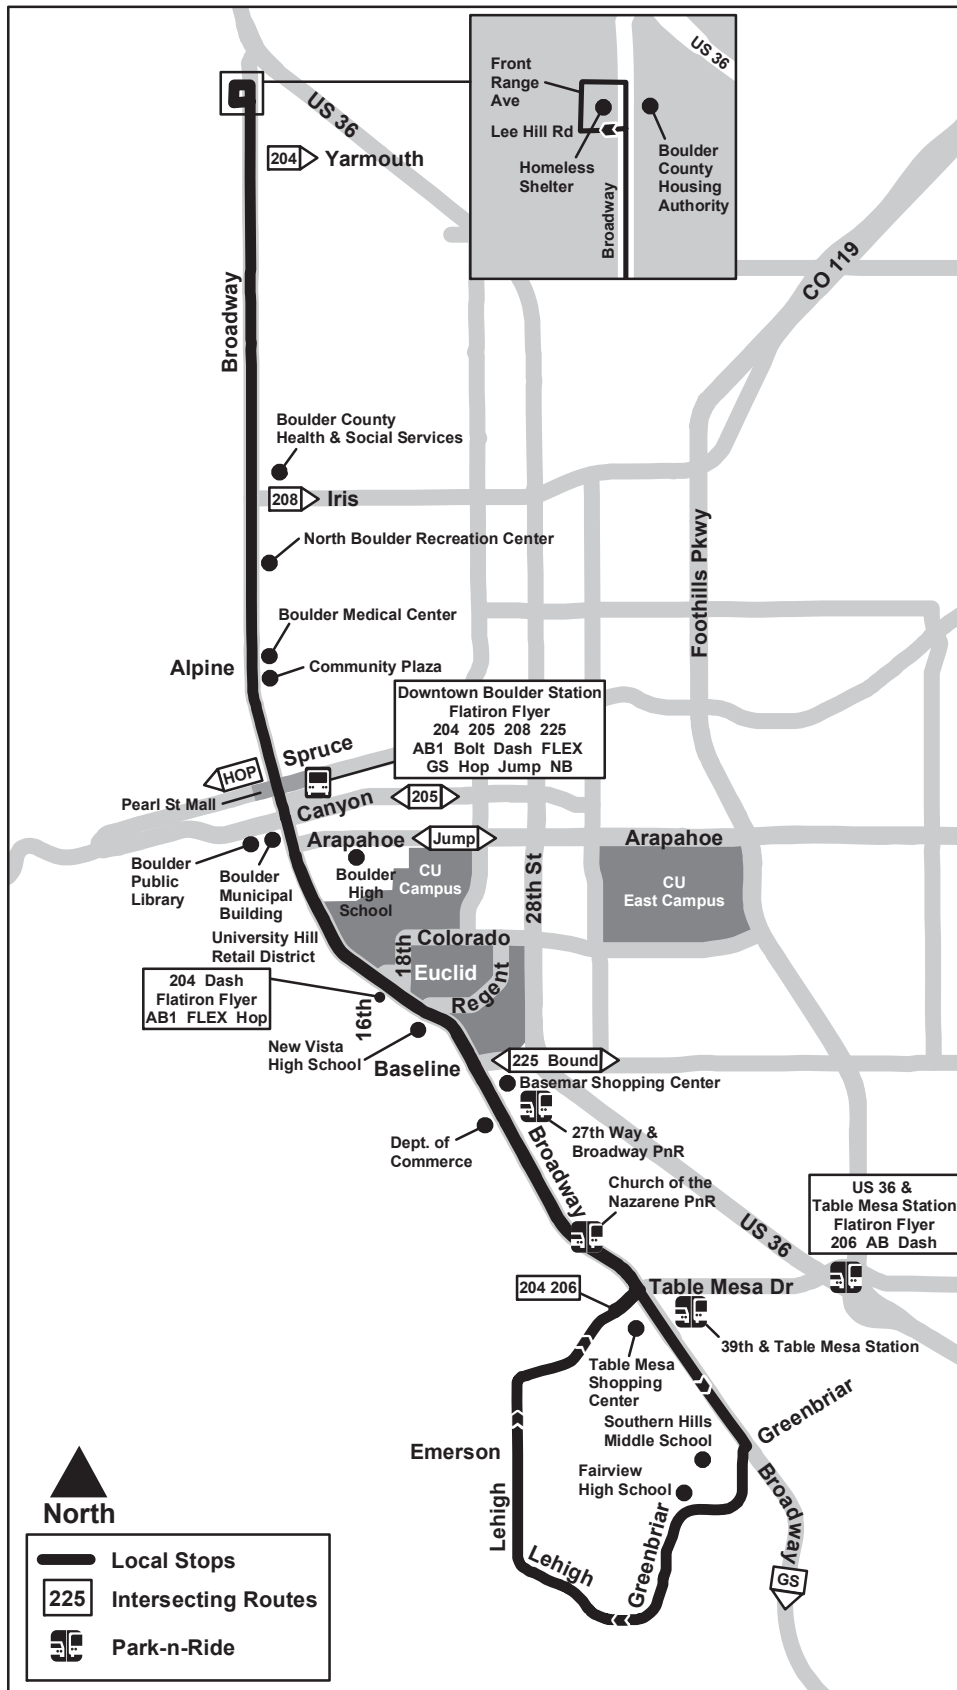 US 36
Front
Range
Ave
Lee Hill Rd
Homeless
Shelter
Broadway
Boulder
County
Housing
Authority
US 36
204
Yarmouth
CO 119
Broadway
Boulder County
Health & Social Services
208
Iris
North Boulder Recreation Center
Foothills Pkwy
Boulder Medical Center
Alpine
Community Plaza
Downtown Boulder Station
Flatiron Flyer
204 205 208 225
AB1 Bolt Dash FLEX
GS Hop Jump NB
Spruce
HOP
Pearl St Mall
Canyon
205
Arapahoe
Jump
Arapahoe
Boulder
Public
Library
Boulder
Municipal
Building
Boulder
High
School
CU
Campus
28th St
CU
East Campus
University Hill
Retail District
18th
Colorado
Euclid
Regent
204 Dash
Flatiron Flyer
AB1 FLEX Hop
16th
New Vista
High School
Baseline
225 Bound
Basemar Shopping Center
27th Way &
Broadway PnR
Dept. of
Commerce
Broadway
Church of the
Nazarene PnR
US 36
US 36 &
Table Mesa Station
Flatiron Flyer
206 AB Dash
204 206
Table Mesa Dr
39th & Table Mesa Station
Table Mesa
Shopping
Center
Greenbriar
Southern Hills
Middle School
Emerson
Fairview
High School
Broadway
Lehigh
Lehigh
Greenbriar
GS
North
Local Stops
225
Intersecting Routes
Park-n-Ride